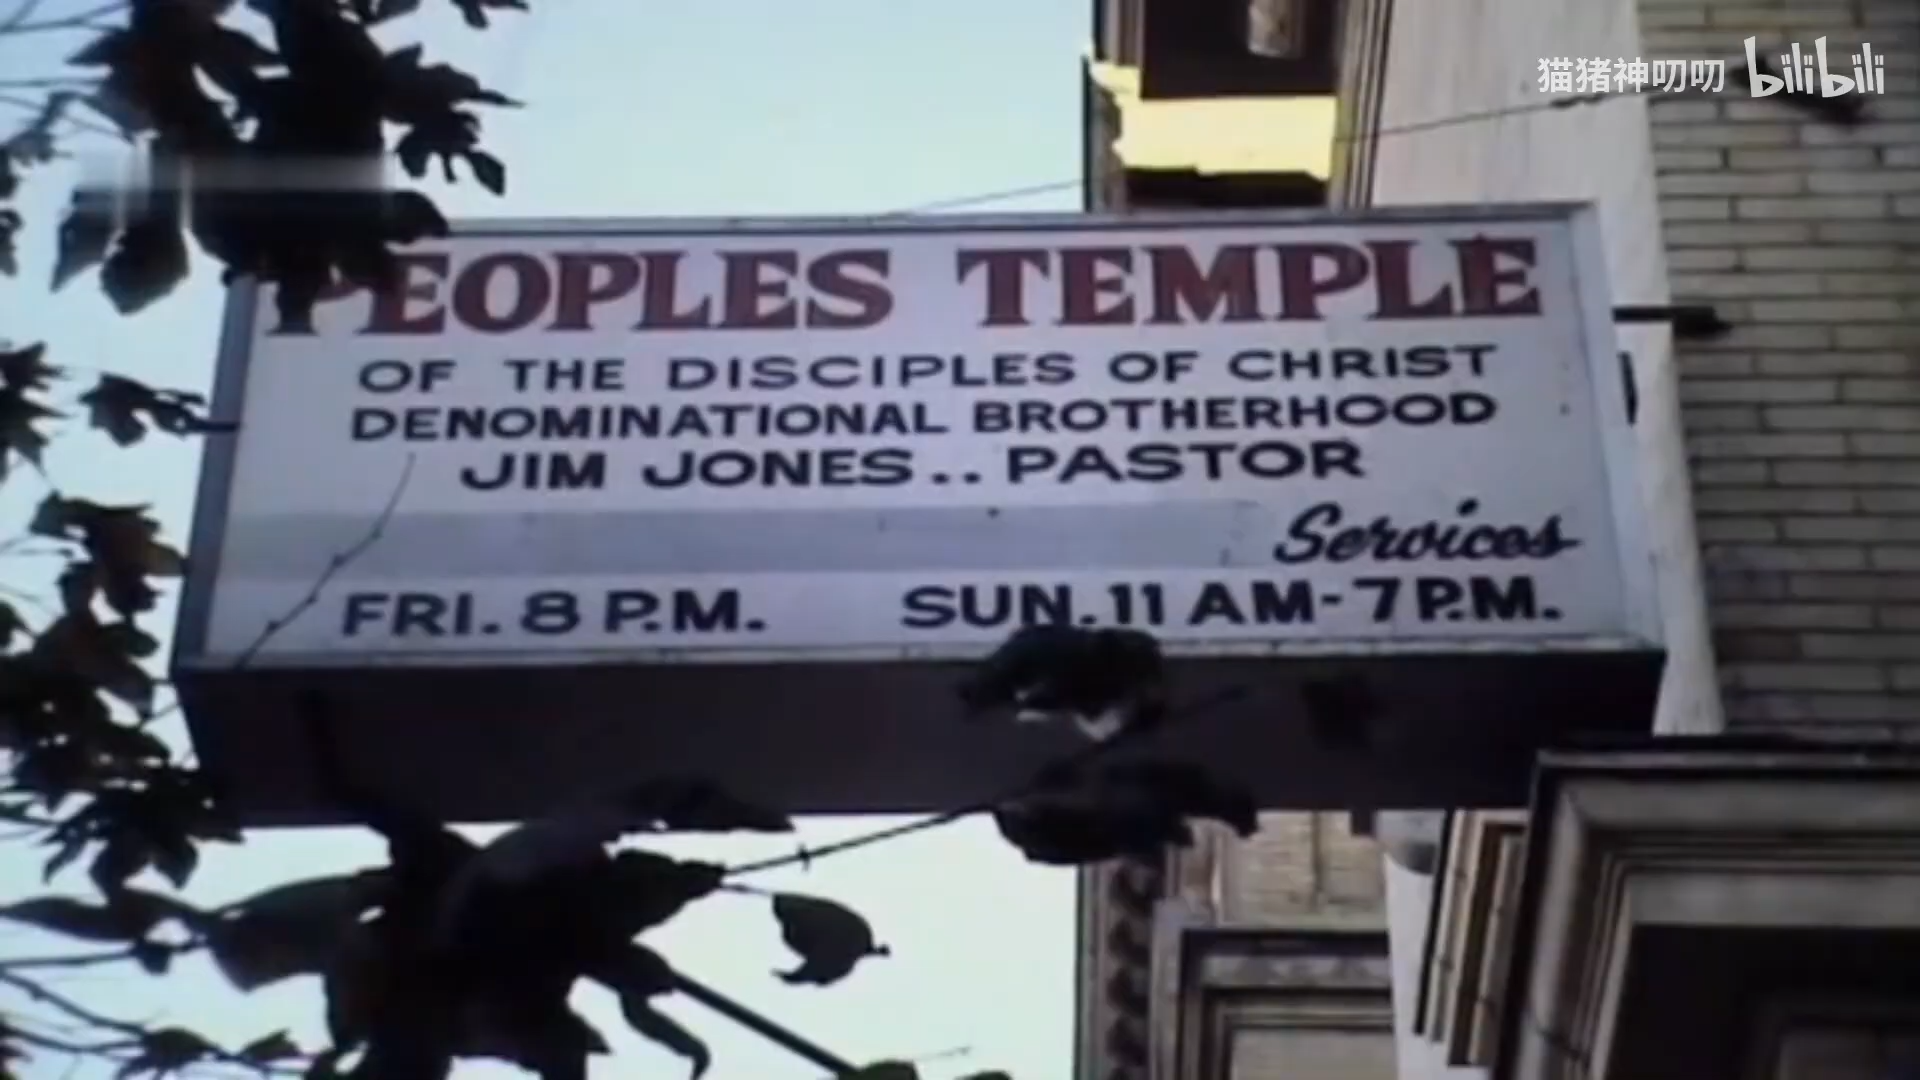 猫猪神叨叨 bilibili
PEOPLES TEMPLE
OF THE DISCIPLES OF CHRIST
DENOMINATIONAL BROTHERHOOD
JIM JONES.. PASTOR
Services
FRI. 8 P.M. SUN. 11 AM-7 P.M.